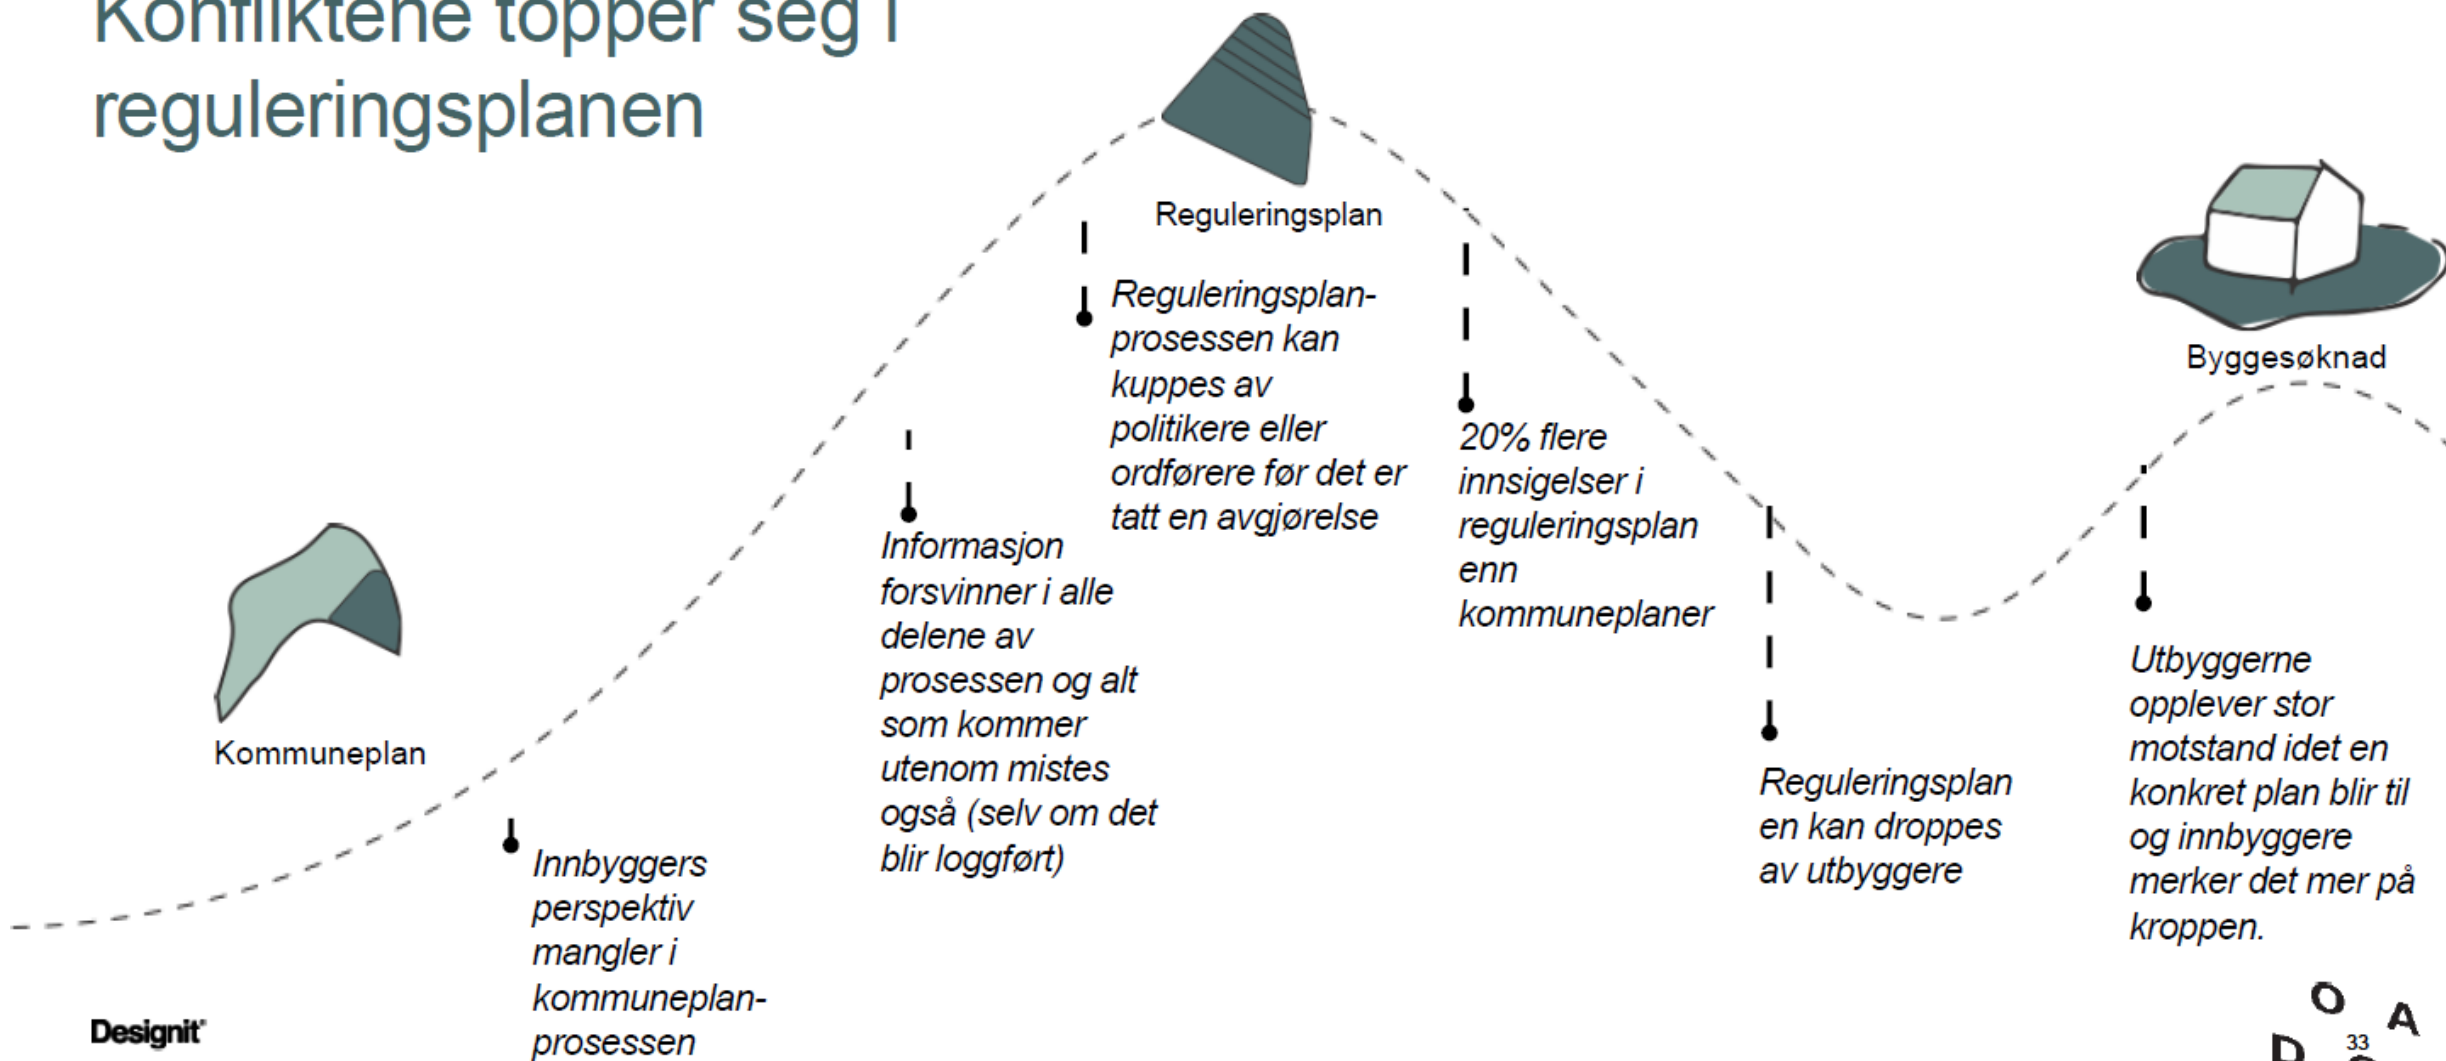 Konfliktene topper seg i
reguleringsplanen
Reguleringsplan
Byggesøknad
Kommuneplan
Innbyggers
perspektiv
mangler i
kommuneplan-
prosessen
Informasjon
forsvinner i alle
delene av
prosessen og alt
som kommer
utenom mistes
også (selv om det
blir loggført)
Reguleringsplan-
prosessen kan
kuppes av
politikere eller
ordførere før det er
tatt en avgjørelse
20% flere
innsigelser i
reguleringsplan
enn
kommuneplaner
Reguleringsplan
en kan droppes
av utbyggere
Utbyggerne
opplever stor
motstand idet en
konkret plan blir til
og innbyggere
merker det mer på
kroppen.
Designit
O
A
D
33